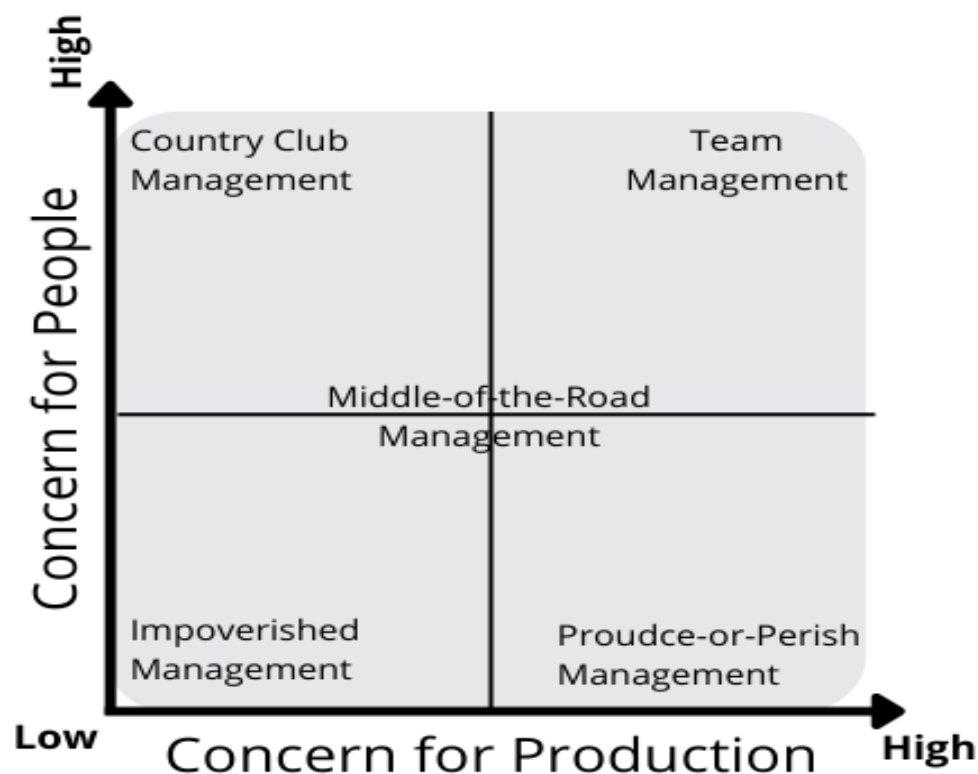 High
Concern for People
Country Club
Management
Team
Management
Middle-of-the-Road
Management
Impoverished
Management
Proudce-or-Perish
Management
Low
Concern for Production
High